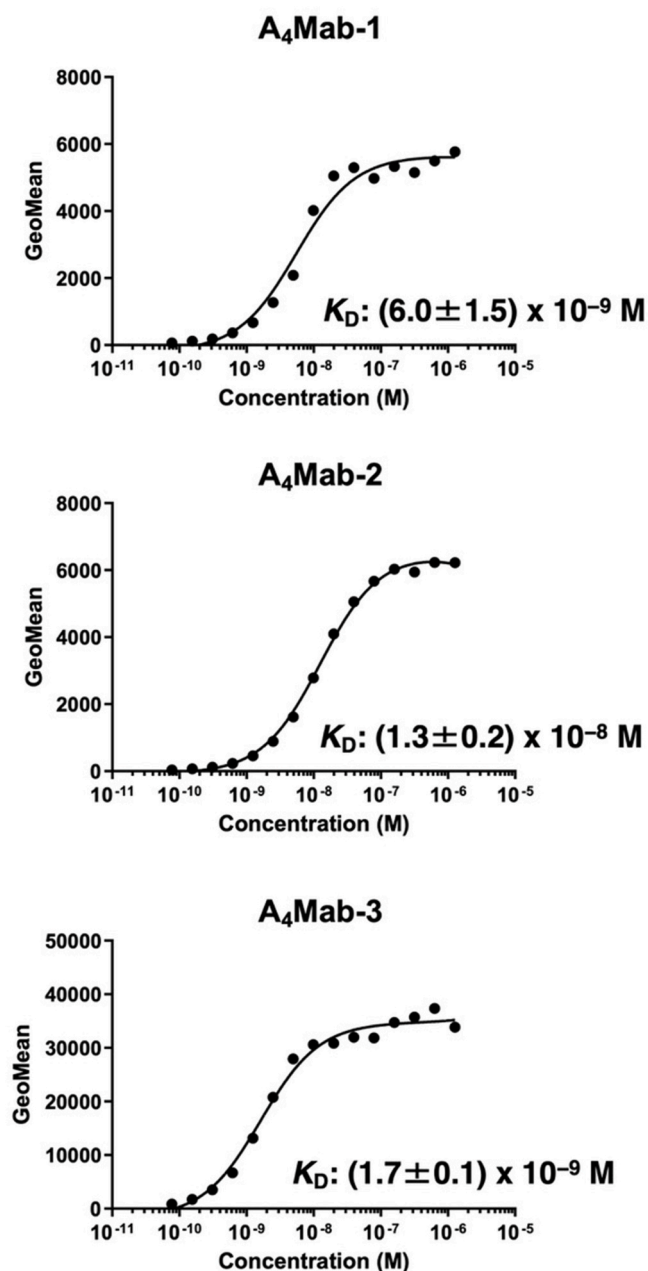 A₄Mab-1
8000
6000
4000
2000
0
GeoMean
K_D: (6.0±1.5) x 10⁻⁹ M
10⁻¹¹ 10⁻¹⁰ 10⁻⁹ 10⁻⁸ 10⁻⁷ 10⁻⁶ 10⁻⁵
Concentration (M)
A₄Mab-2
8000
6000
4000
2000
0
GeoMean
K_D: (1.3±0.2) x 10⁻⁸ M
10⁻¹¹ 10⁻¹⁰ 10⁻⁹ 10⁻⁸ 10⁻⁷ 10⁻⁶ 10⁻⁵
Concentration (M)
A₄Mab-3
50000
40000
30000
20000
10000
0
GeoMean
K_D: (1.7±0.1) x 10⁻⁹ M
10⁻¹¹ 10⁻¹⁰ 10⁻⁹ 10⁻⁸ 10⁻⁷ 10⁻⁶ 10⁻⁵
Concentration (M)